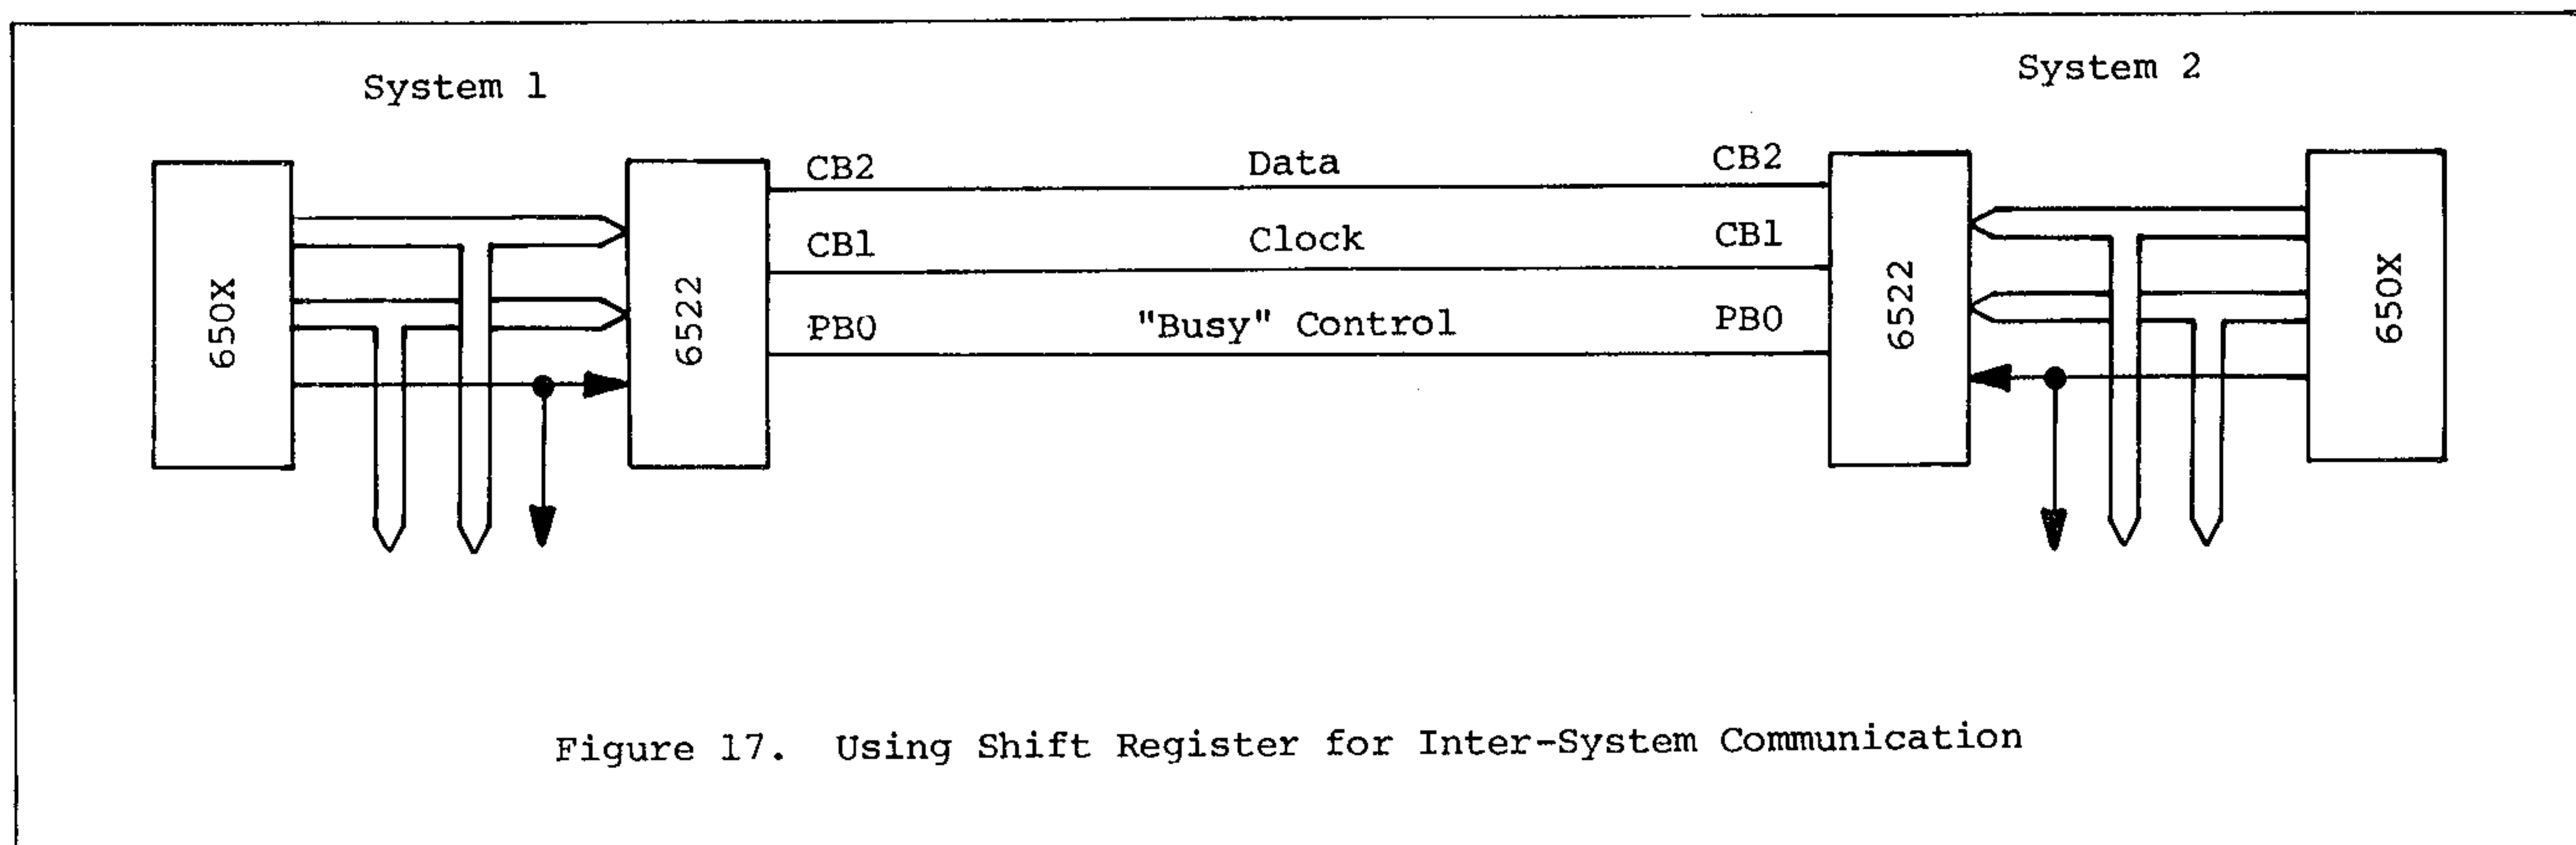 System 1
System 2
650X
6522
CB2
CB1
PB0
Data
Clock
"Busy" Control
CB2
CB1
PB0
6522
650X
Figure 17. Using Shift Register for Inter-System Communication